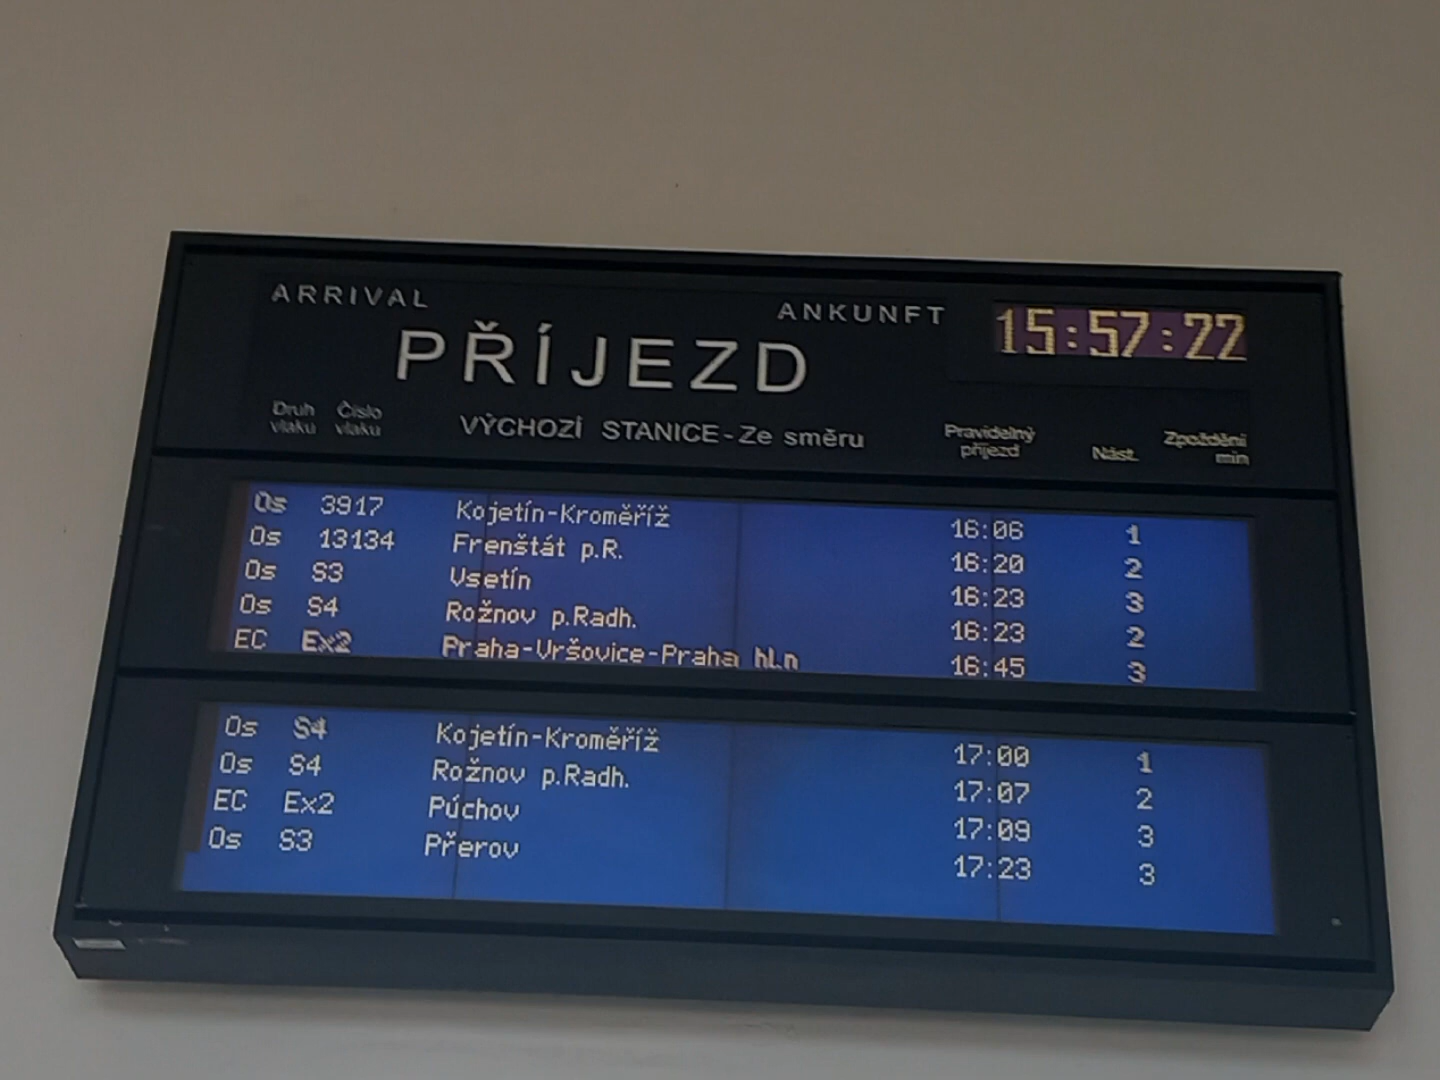 ARRIVAL ANKUNFT 15:57:22
PŘÍJEZD
Druh vlaku Číslo vlaku VÝCHOZÍ STANICE - Ze směru Pravidelný příjezd Nást. Zpoždění min
Os 3917 Kojetín-Kroměříž 16:06 1
Os 13134 Frenštát p.R. 16:20 2
Os S3 Vsetín 16:23 3
Os S4 Rožnov p.Radh. 16:23 2
EC Ex2 Praha-Vršovice-Praha hl.n 16:45 3
Os S4 Kojetín-Kroměříž 17:00 1
Os S4 Rožnov p.Radh. 17:07 2
EC Ex2 Púchov 17:09 3
Os S3 Přerov 17:23 3